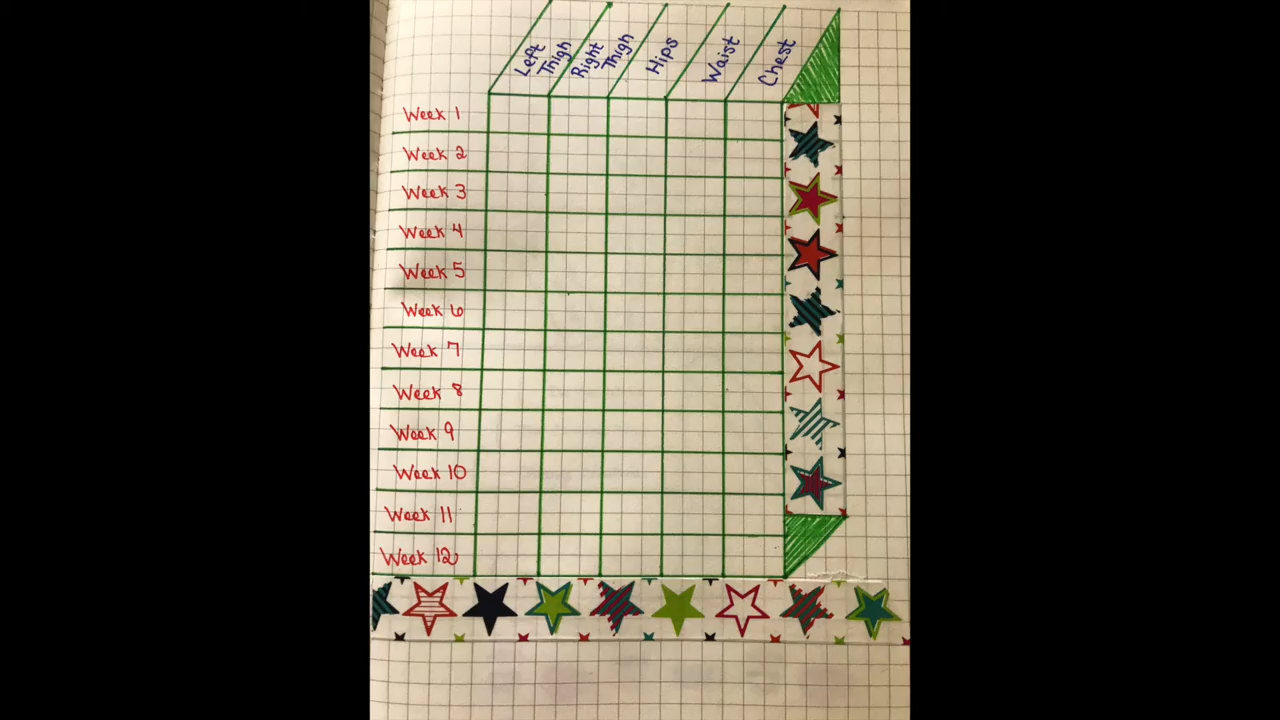 Left
Thigh
Right
Thigh
Hips
Waist
Chest
Week 1
Week 2
Week 3
Week 4
Week 5
Week 6
Week 7
Week 8
Week 9
Week 10
Week 11
Week 12